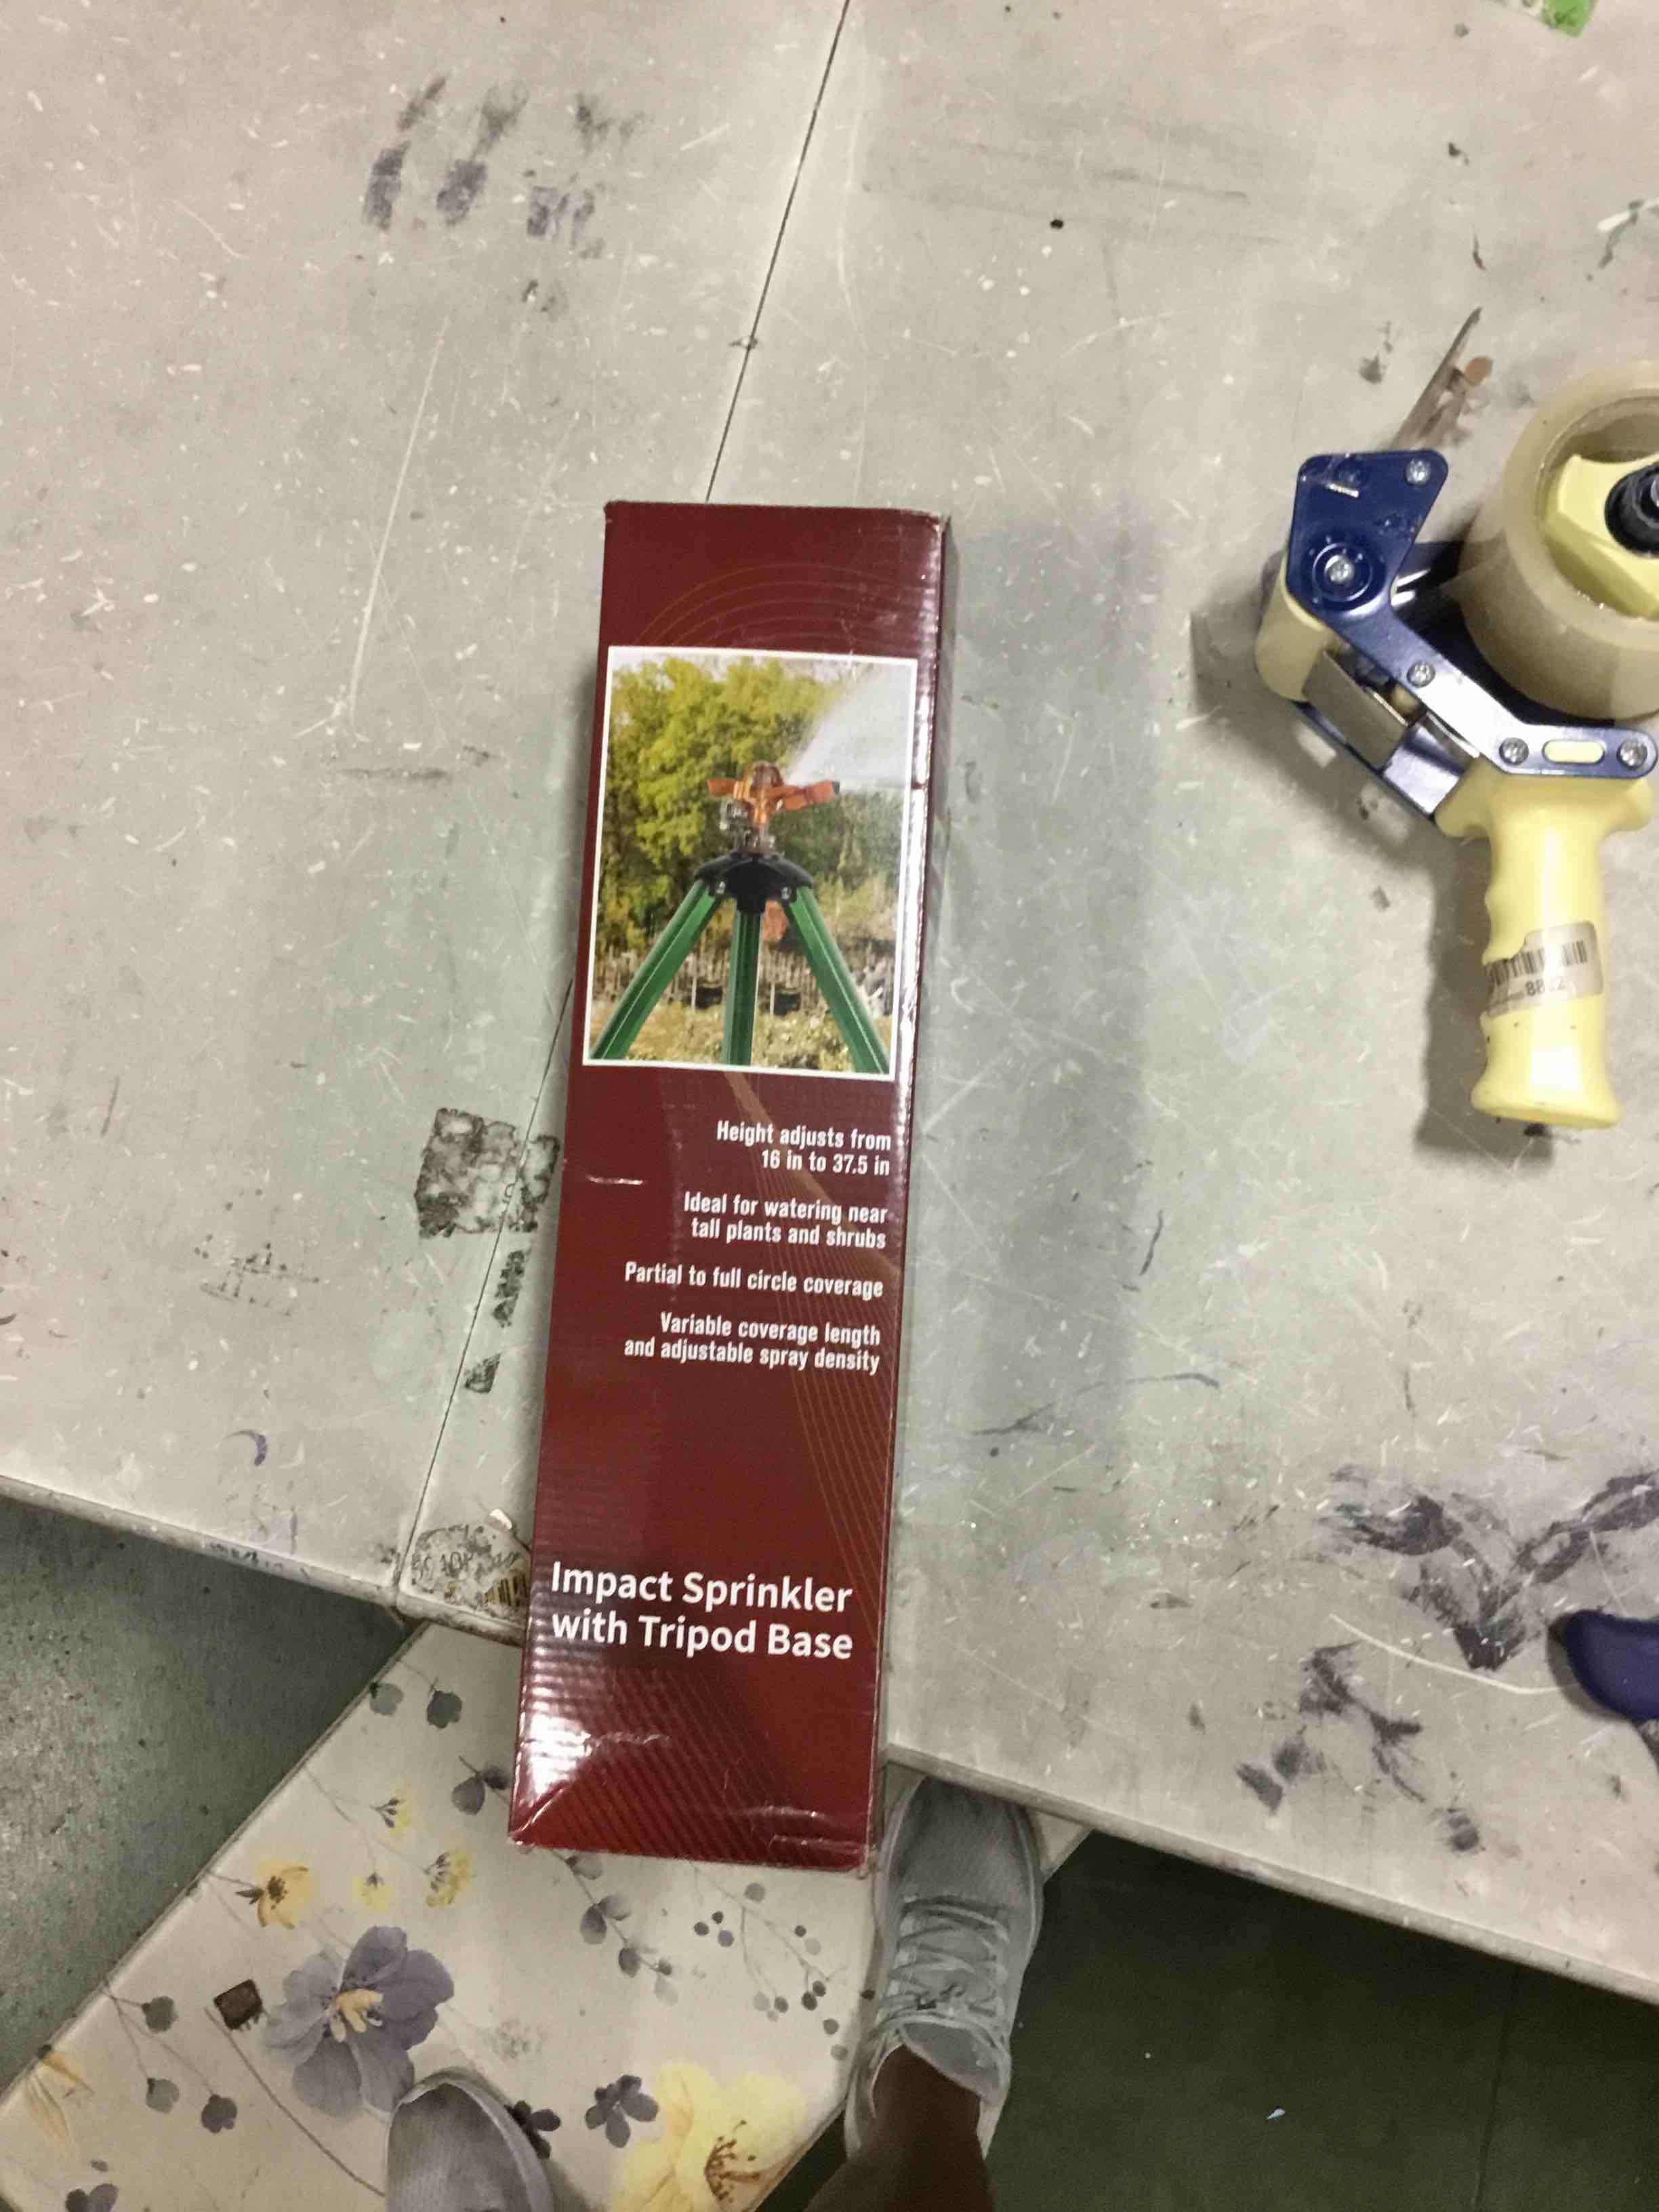 Height adjusts from
16 in to 37.5 in
Ideal for watering near
tall plants and shrubs
Partial to full circle coverage
Variable coverage length
and adjustable spray density
Impact Sprinkler
with Tripod Base